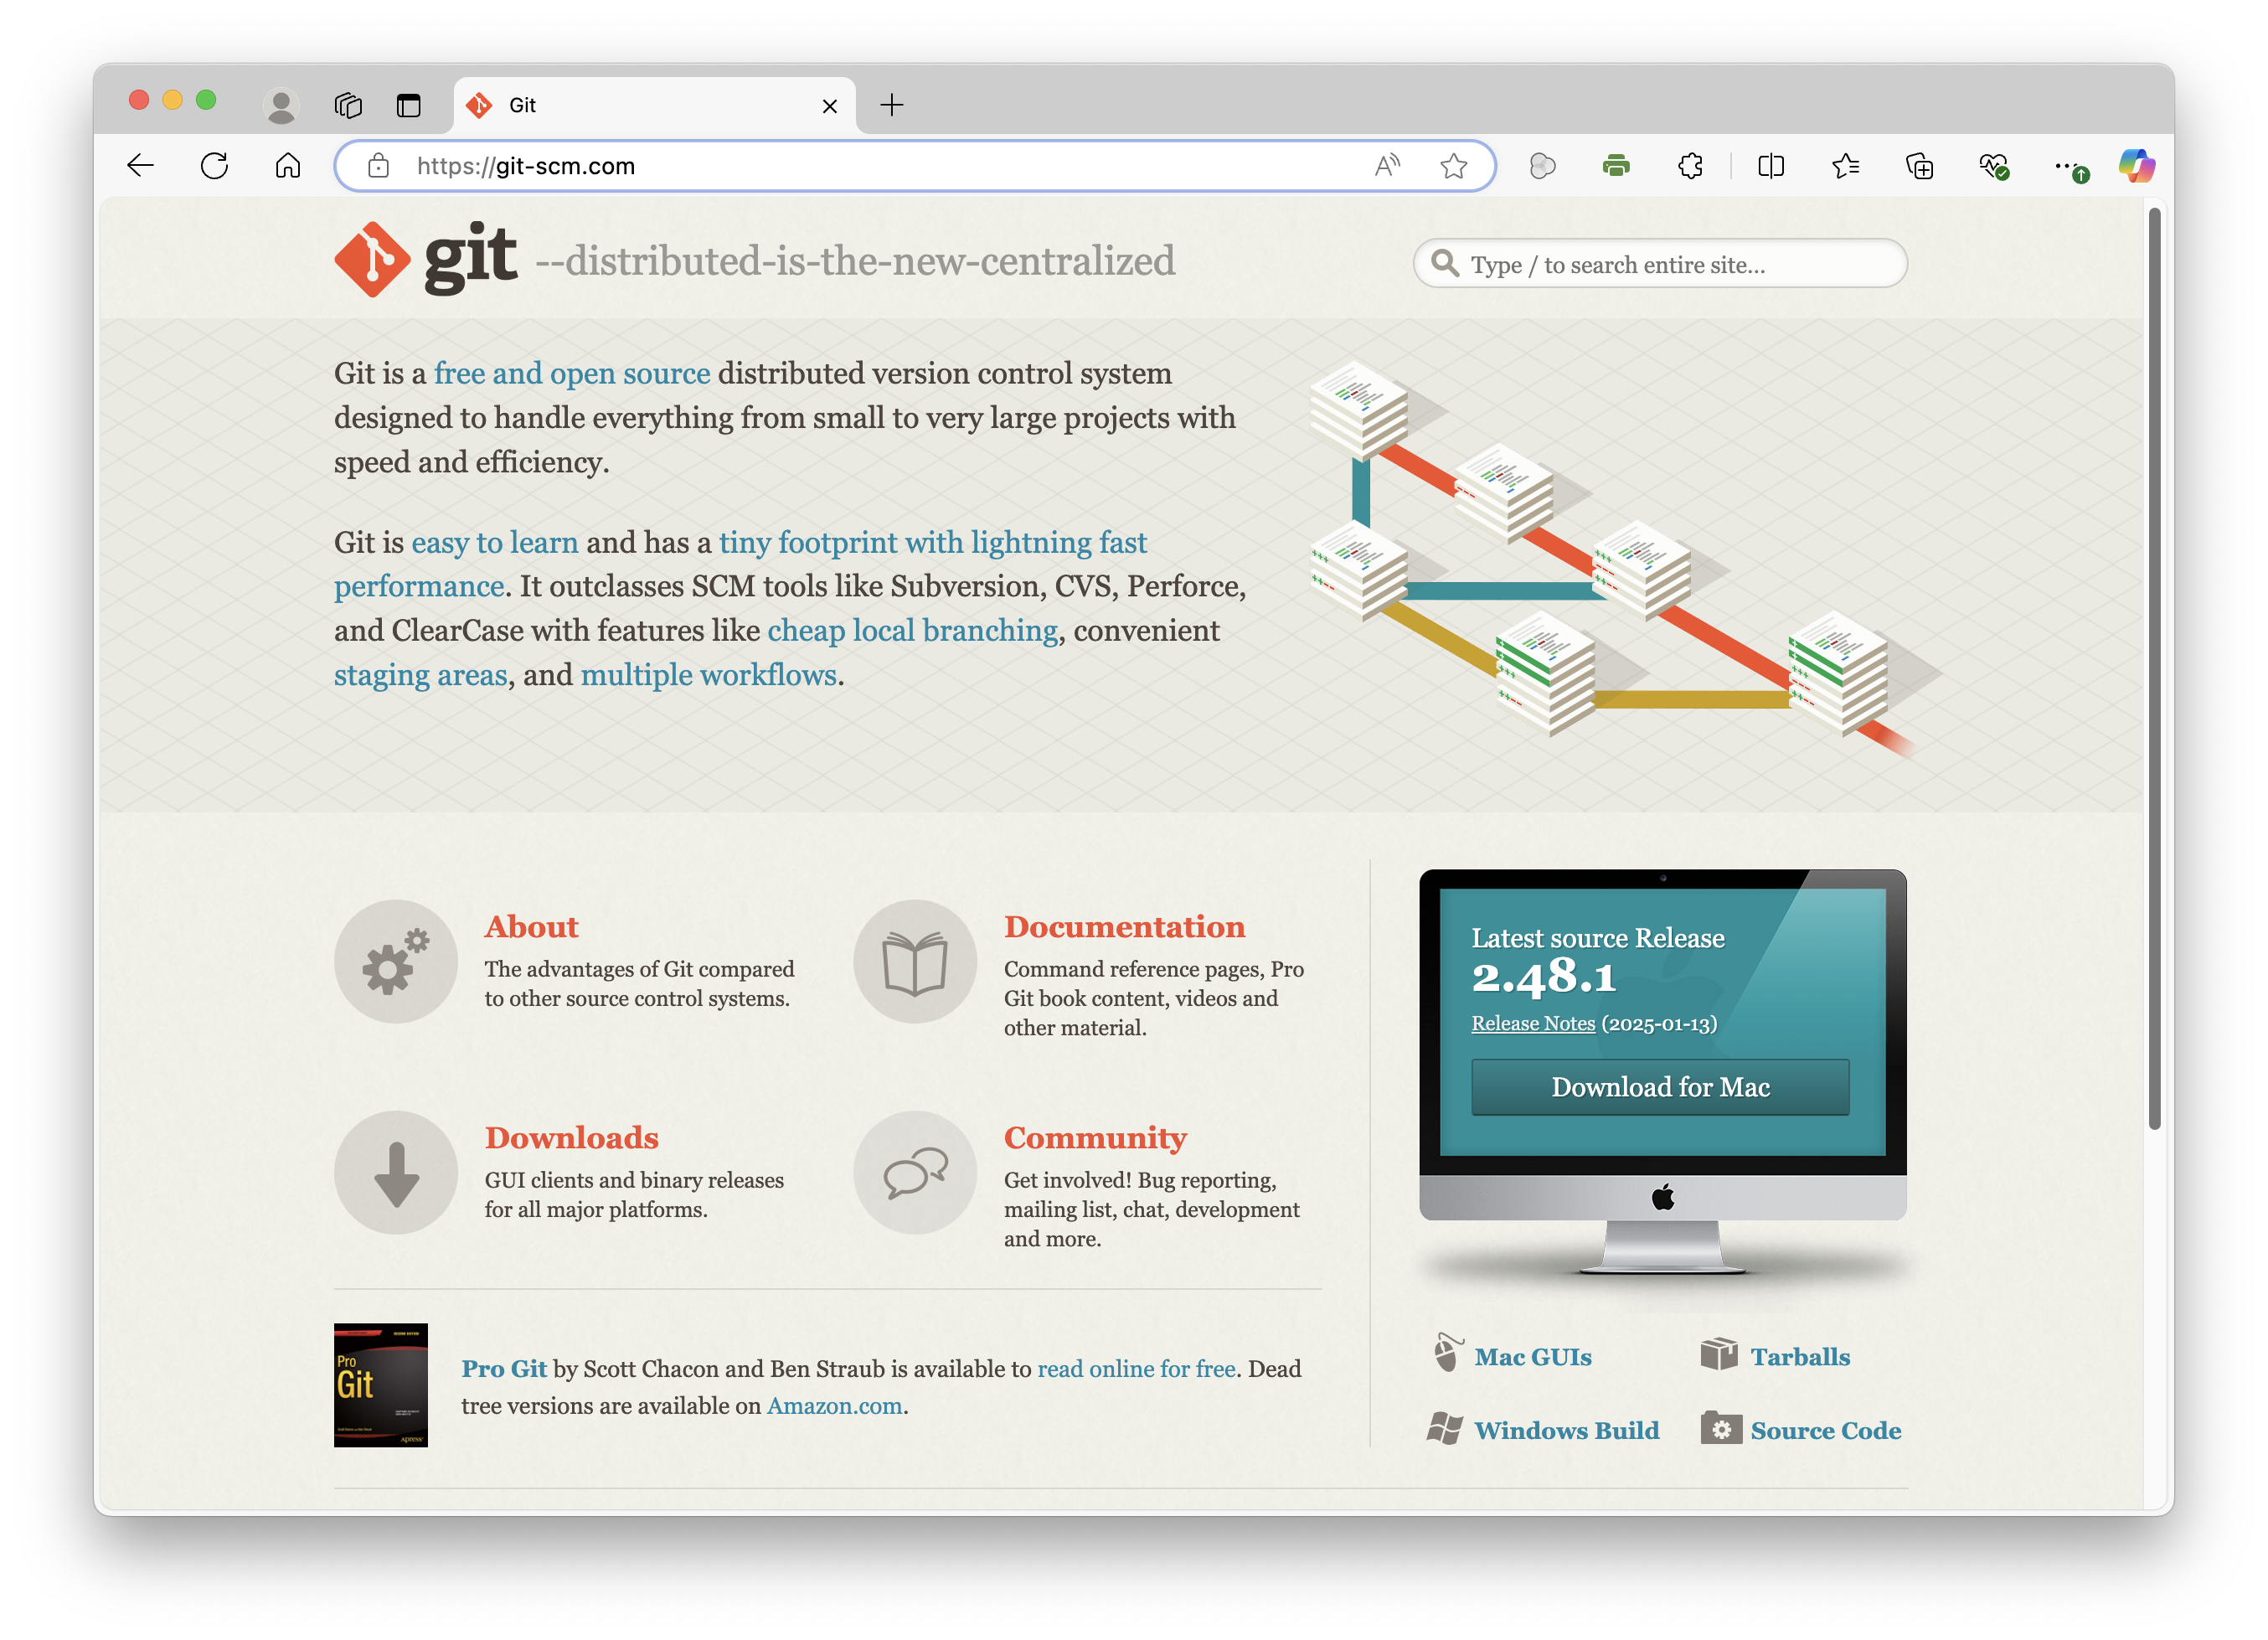 Git
https://git-scm.com
git --distributed-is-the-new-centralized
Type / to search entire site...
Git is a free and open source distributed version control system
designed to handle everything from small to very large projects with
speed and efficiency.
Git is easy to learn and has a tiny footprint with lightning fast
performance. It outclasses SCM tools like Subversion, CVS, Perforce,
and ClearCase with features like cheap local branching, convenient
staging areas, and multiple workflows.
About
The advantages of Git compared
to other source control systems.
Documentation
Command reference pages, Pro
Git book content, videos and
other material.
Downloads
GUI clients and binary releases
for all major platforms.
Community
Get involved! Bug reporting,
mailing list, chat, development
and more.
Latest source Release
2.48.1
Release Notes (2025-01-13)
Download for Mac
Pro
Git
apress
Pro Git by Scott Chacon and Ben Straub is available to read online for free. Dead
tree versions are available on Amazon.com.
Mac GUIs
Tarballs
Windows Build
Source Code